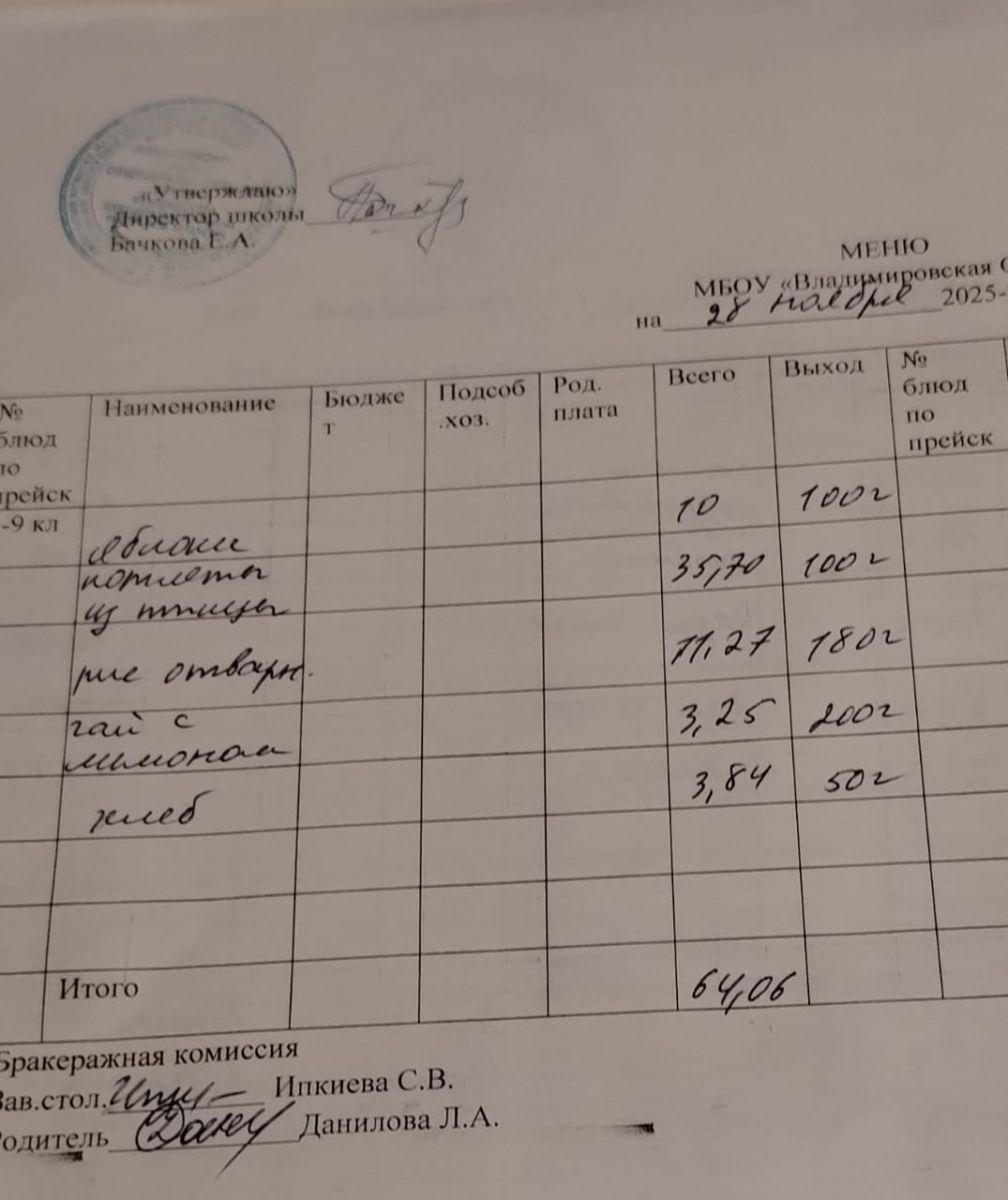 «Утверждаю»
Директор школы
Бачкова Е.А.
МЕНЮ
МБОУ «Владимировская
на 28 ноября 2025-
№ блюд по прейск
Наименование
Бюджет
Подсоб.хоз.
Род. плата
Всего
Выход
№ блюд по прейск
-9 кл
яблоки 10 100г
котлеты
из птицы 35,70 100г
рис отварн. 11,27 180г
чай с
лимоном 3,25 200г
хлеб 3,84 50г
Итого 64,06
Бракеражная комиссия
Зав.стол. Ипкиева С.В.
Родитель Данилова Л.А.